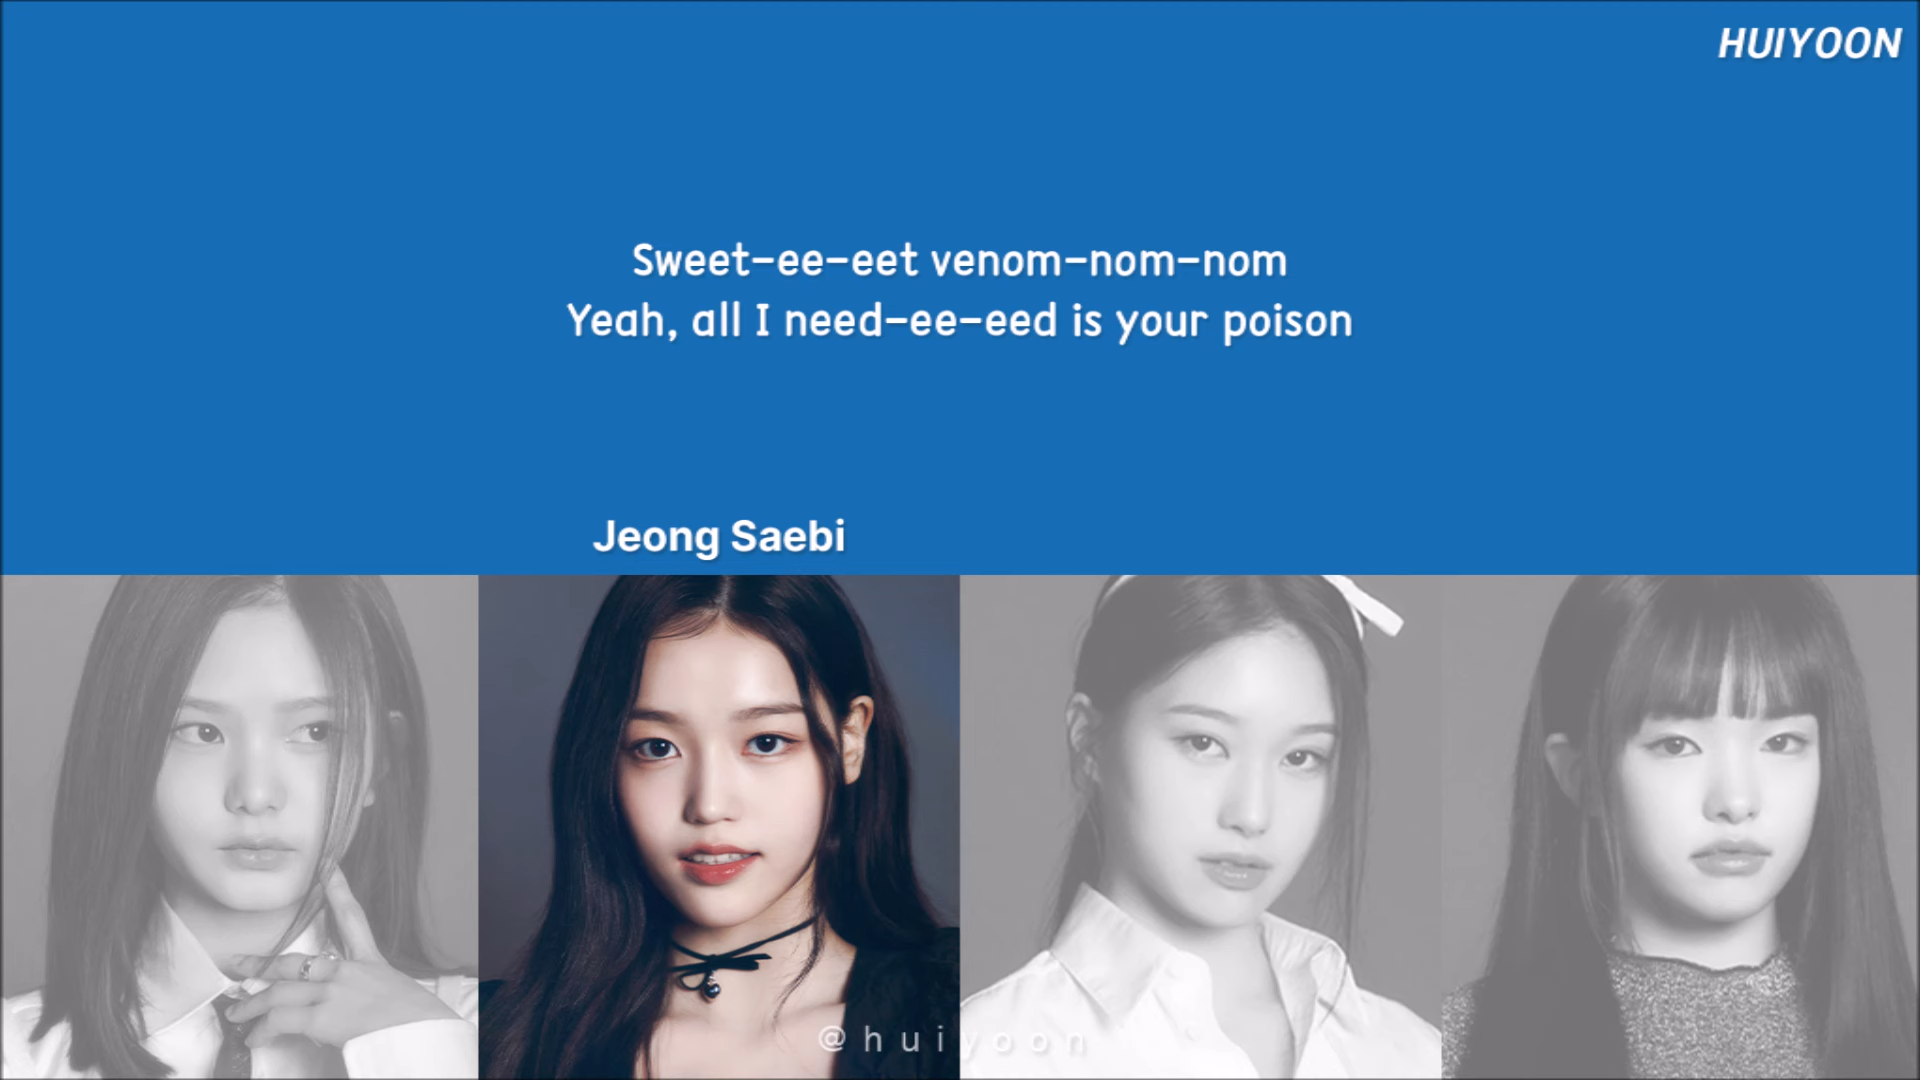 HUIYOON
Sweet-ee-eet venom-nom-nom
Yeah, all I need-ee-eed is your poison
Jeong Saebi
@huiyoon